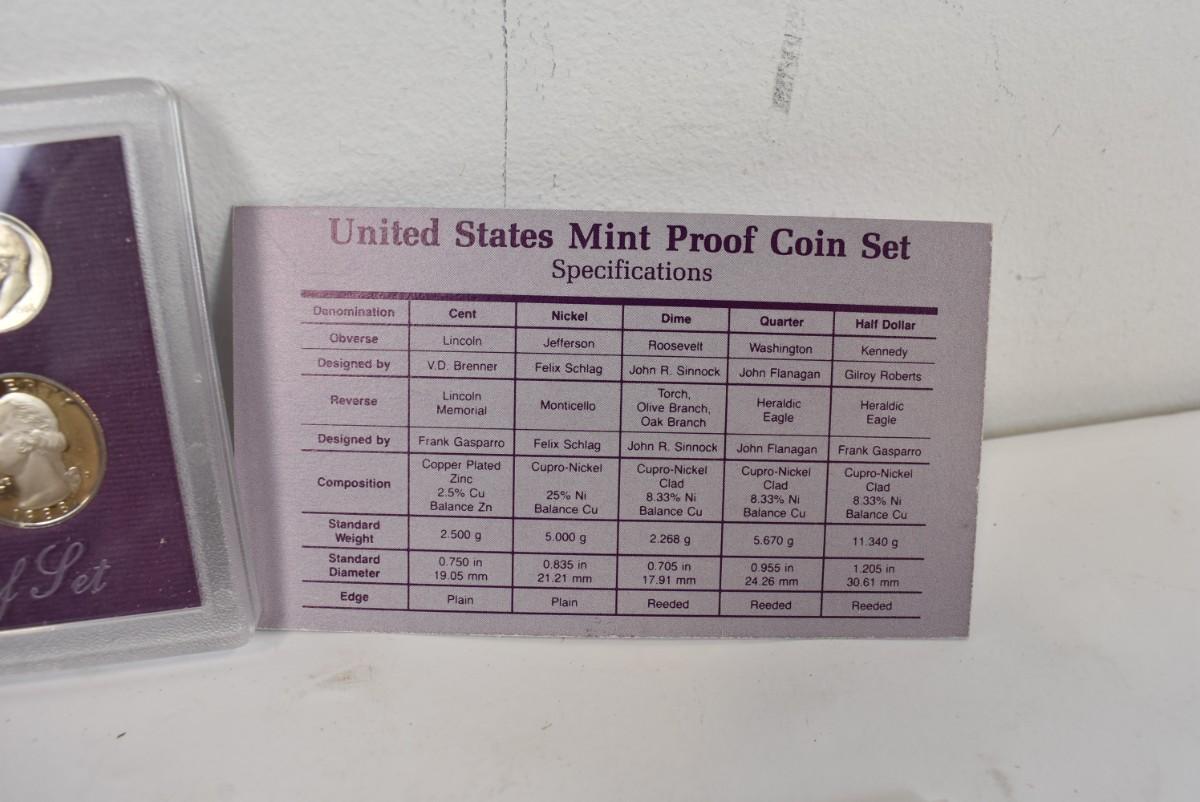 United States Mint Proof Coin Set
Specifications
Denomination Cent Nickel Dime Quarter Half Dollar
Obverse Lincoln Jefferson Roosevelt Washington Kennedy
Designed by V.D. Brenner Felix Schlag John R. Sinnock John Flanagan Gilroy Roberts
Reverse Lincoln Memorial Monticello Torch, Olive Branch, Oak Branch Heraldic Eagle Heraldic Eagle
Designed by Frank Gasparro Felix Schlag John R. Sinnock John Flanagan Frank Gasparro
Composition Copper Plated Zinc 2.5% Cu Balance Zn Cupro-Nickel 25% Ni Balance Cu Cupro-Nickel Clad 8.33% Ni Balance Cu Cupro-Nickel Clad 8.33% Ni Balance Cu Cupro-Nickel Clad 8.33% Ni Balance Cu
Standard Weight 2.500 g 5.000 g 2.268 g 5.670 g 11.340 g
Standard Diameter 0.750 in 19.05 mm 0.835 in 21.21 mm 0.705 in 17.91 mm 0.955 in 24.26 mm 1.205 in 30.61 mm
Edge Plain Plain Reeded Reeded Reeded
f Set